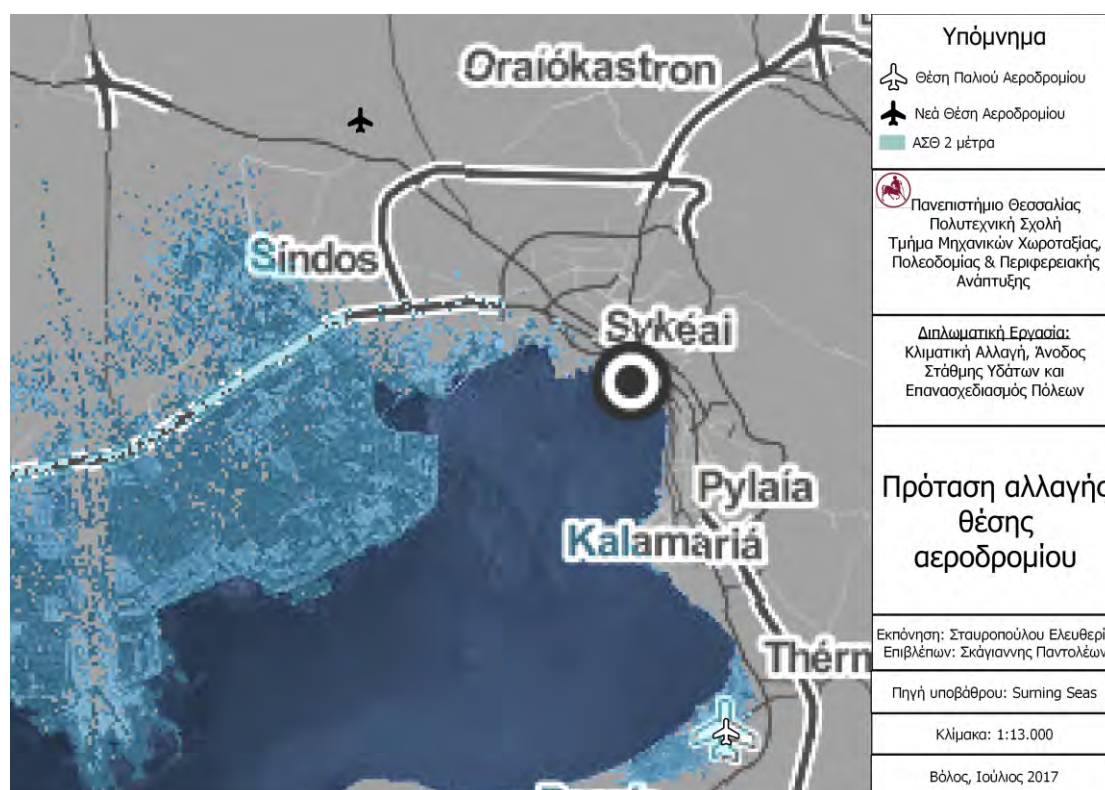 Oraiókastron
Síndos
Sykéai
Pylaía
Kalamariá
Thérm
Υπόμνημα
Θέση Παλιού Αεροδρομίου
Νεά Θέση Αεροδρομίου
ΑΣΘ 2 μέτρα
Πανεπιστήμιο Θεσσαλίας
Πολυτεχνική Σχολή
Τμήμα Μηχανικών Χωροταξίας,
Πολεοδομίας & Περιφερειακής
Ανάπτυξης
Διπλωματική Εργασία:
Κλιματική Αλλαγή, Άνοδος
Στάθμης Υδάτων και
Επανασχεδιασμός Πόλεων
Πρόταση αλλαγής
θέσης
αεροδρομίου
Εκπόνηση: Σταυροπούλου Ελευθερί
Επιβλέπων: Σκάγιαννης Παντολέων
Πηγή υποβάθρου: Surning Seas
Κλίμακα: 1:13.000
Βόλος, Ιούλιος 2017